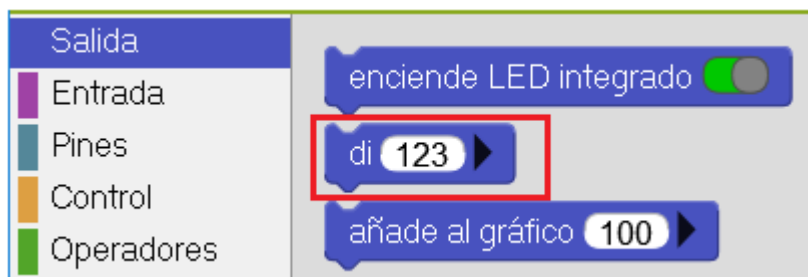 Salida
Entrada
Pines
Control
Operadores
enciende LED integrado
di 123
añade al gráfico 100